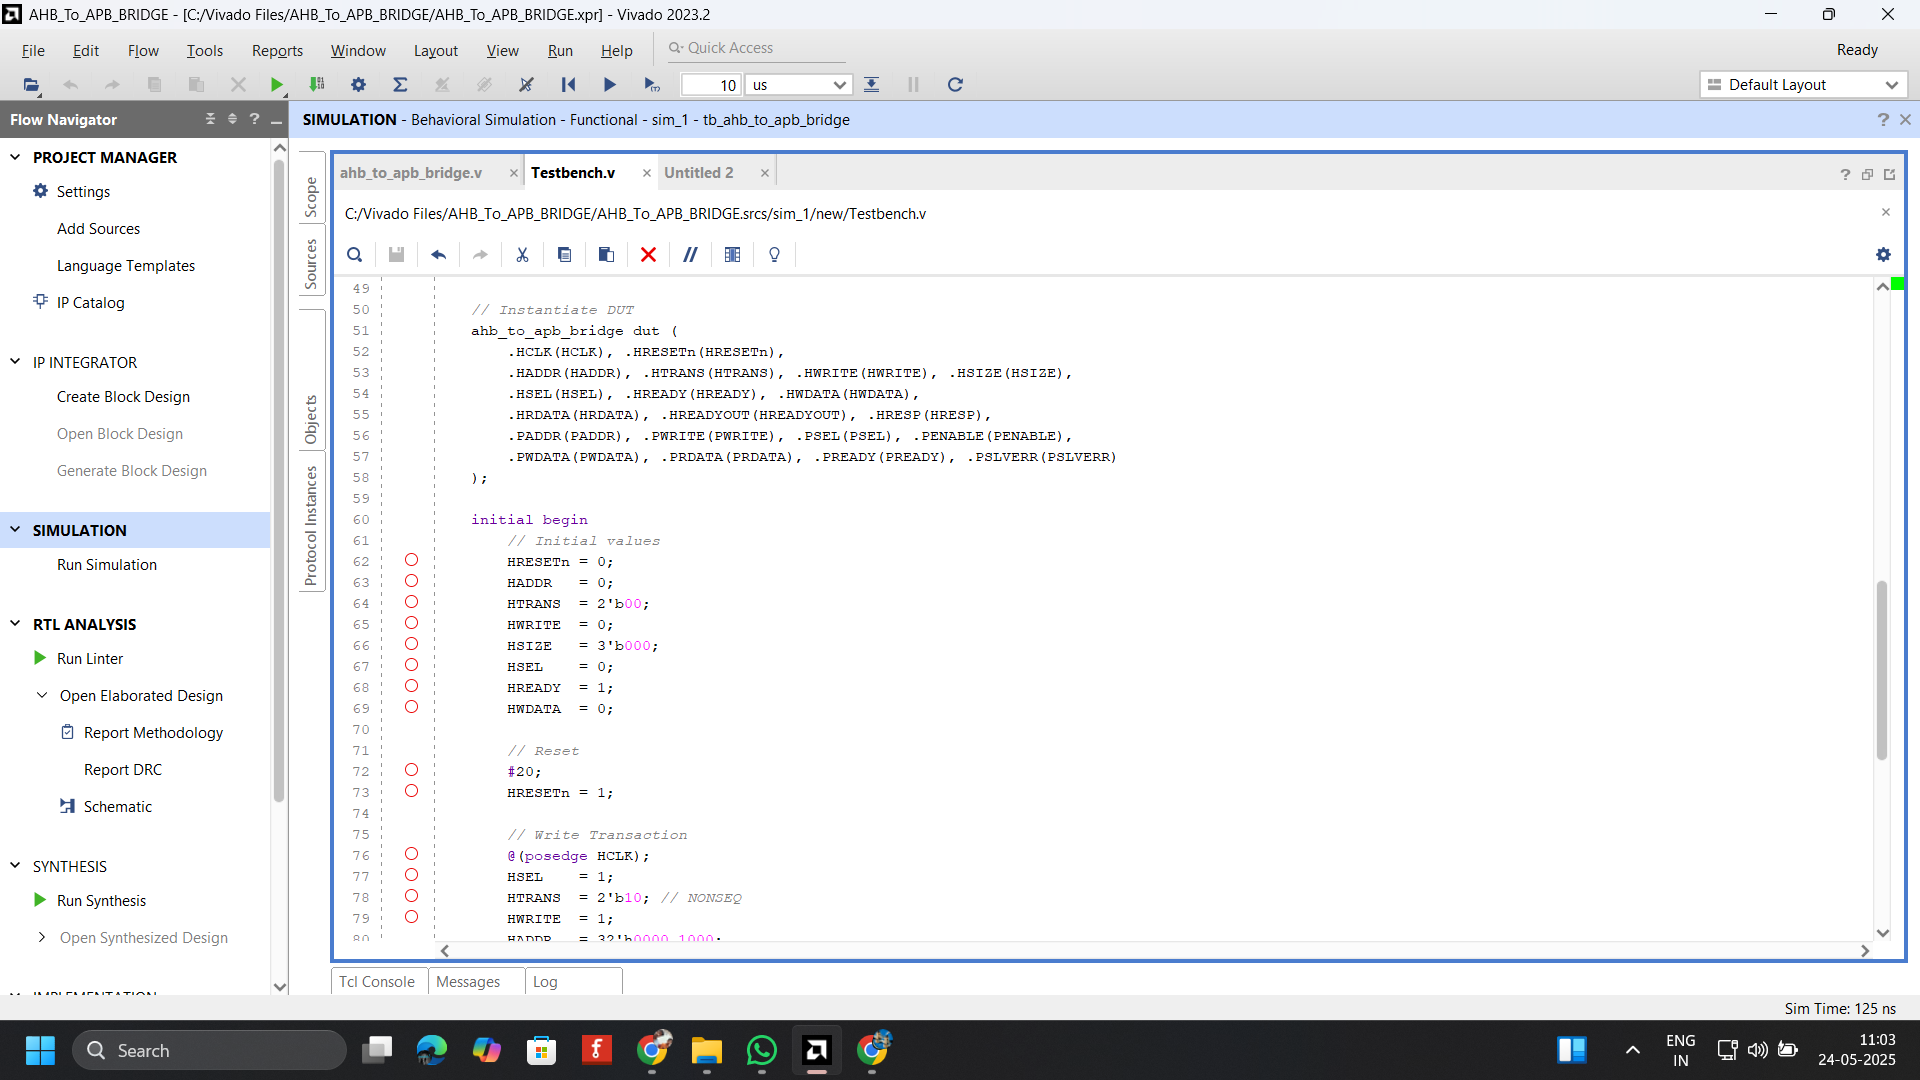 AHB_To_APB_BRIDGE - [C:/Vivado Files/AHB_To_APB_BRIDGE/AHB_To_APB_BRIDGE.xpr] - Vivado 2023.2
File Edit Flow Tools Reports Window Layout View Run Help Quick Access Ready
10 us Default Layout
Flow Navigator
SIMULATION - Behavioral Simulation - Functional - sim_1 - tb_ahb_to_apb_bridge
PROJECT MANAGER
Settings
Add Sources
Language Templates
IP Catalog
IP INTEGRATOR
Create Block Design
Open Block Design
Generate Block Design
SIMULATION
Run Simulation
RTL ANALYSIS
Run Linter
Open Elaborated Design
Report Methodology
Report DRC
Schematic
SYNTHESIS
Run Synthesis
Open Synthesized Design
IMPLEMENTATION
Scope
Sources
Objects
Protocol Instances
ahb_to_apb_bridge.v Testbench.v Untitled 2
C:/Vivado Files/AHB_To_APB_BRIDGE/AHB_To_APB_BRIDGE.srcs/sim_1/new/Testbench.v
49
50 // Instantiate DUT
51 ahb_to_apb_bridge dut (
52 .HCLK(HCLK), .HRESETn(HRESETn),
53 .HADDR(HADDR), .HTRANS(HTRANS), .HWRITE(HWRITE), .HSIZE(HSIZE),
54 .HSEL(HSEL), .HREADY(HREADY), .HWDATA(HWDATA),
55 .HRDATA(HRDATA), .HREADYOUT(HREADYOUT), .HRESP(HRESP),
56 .PADDR(PADDR), .PWRITE(PWRITE), .PSEL(PSEL), .PENABLE(PENABLE),
57 .PWDATA(PWDATA), .PRDATA(PRDATA), .PREADY(PREADY), .PSLVERR(PSLVERR)
58 );
59
60 initial begin
61 // Initial values
62 HRESETn = 0;
63 HADDR = 0;
64 HTRANS = 2'b00;
65 HWRITE = 0;
66 HSIZE = 3'b000;
67 HSEL = 0;
68 HREADY = 1;
69 HWDATA = 0;
70
71 // Reset
72 #20;
73 HRESETn = 1;
74
75 // Write Transaction
76 @(posedge HCLK);
77 HSEL = 1;
78 HTRANS = 2'b10; // NONSEQ
79 HWRITE = 1;
80 HADDR = 32'h0000_1000;
Tcl Console Messages Log
Sim Time: 125 ns
Search
ENG
IN
11:03
24-05-2025